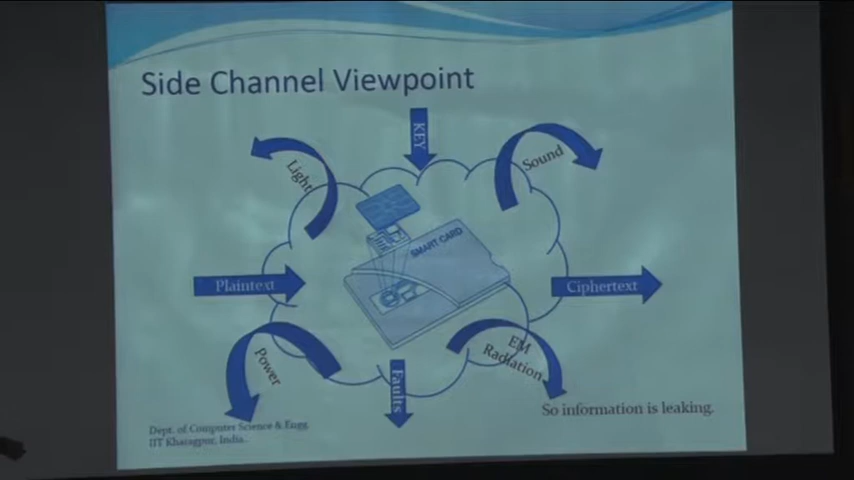 Side Channel Viewpoint
KEY
Light
Sound
SMART CARD
Plaintext
Ciphertext
Power
Faults
EM
Radiation
So information is leaking.
Dept. of Computer Science & Engg.
IIT Kharagpur, India.